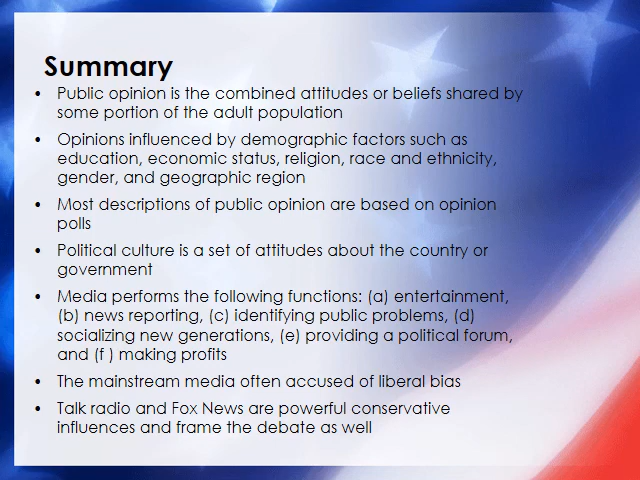 Summary
• Public opinion is the combined attitudes or beliefs shared by
some portion of the adult population
• Opinions influenced by demographic factors such as
education, economic status, religion, race and ethnicity,
gender, and geographic region
• Most descriptions of public opinion are based on opinion
polls
• Political culture is a set of attitudes about the country or
government
• Media performs the following functions: (a) entertainment,
(b) news reporting, (c) identifying public problems, (d)
socializing new generations, (e) providing a political forum,
and (f ) making profits
• The mainstream media often accused of liberal bias
• Talk radio and Fox News are powerful conservative
influences and frame the debate as well